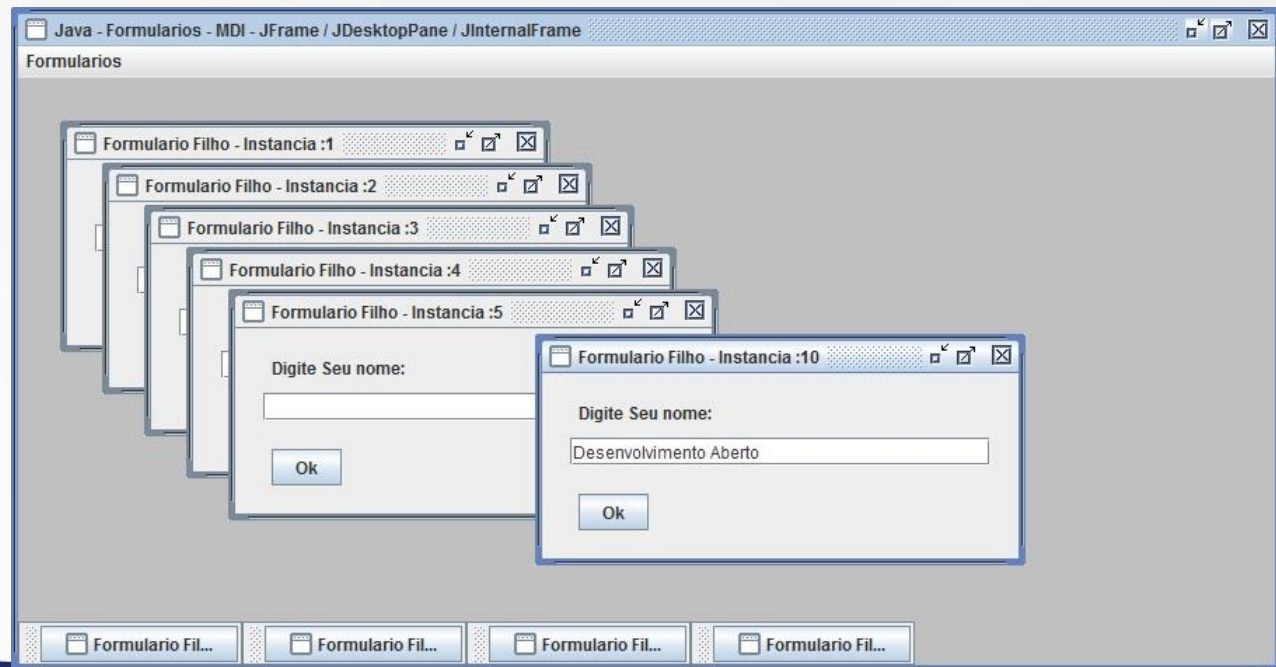 Java - Formularios - MDI - JFrame / JDesktopPane / JInternalFrame
Formularios
Formulario Filho - Instancia :1
Formulario Filho - Instancia :2
Formulario Filho - Instancia :3
Formulario Filho - Instancia :4
Formulario Filho - Instancia :5
Digite Seu nome:
Ok
Formulario Filho - Instancia :10
Digite Seu nome:
Desenvolvimento Aberto
Ok
Formulario Fil...
Formulario Fil...
Formulario Fil...
Formulario Fil...